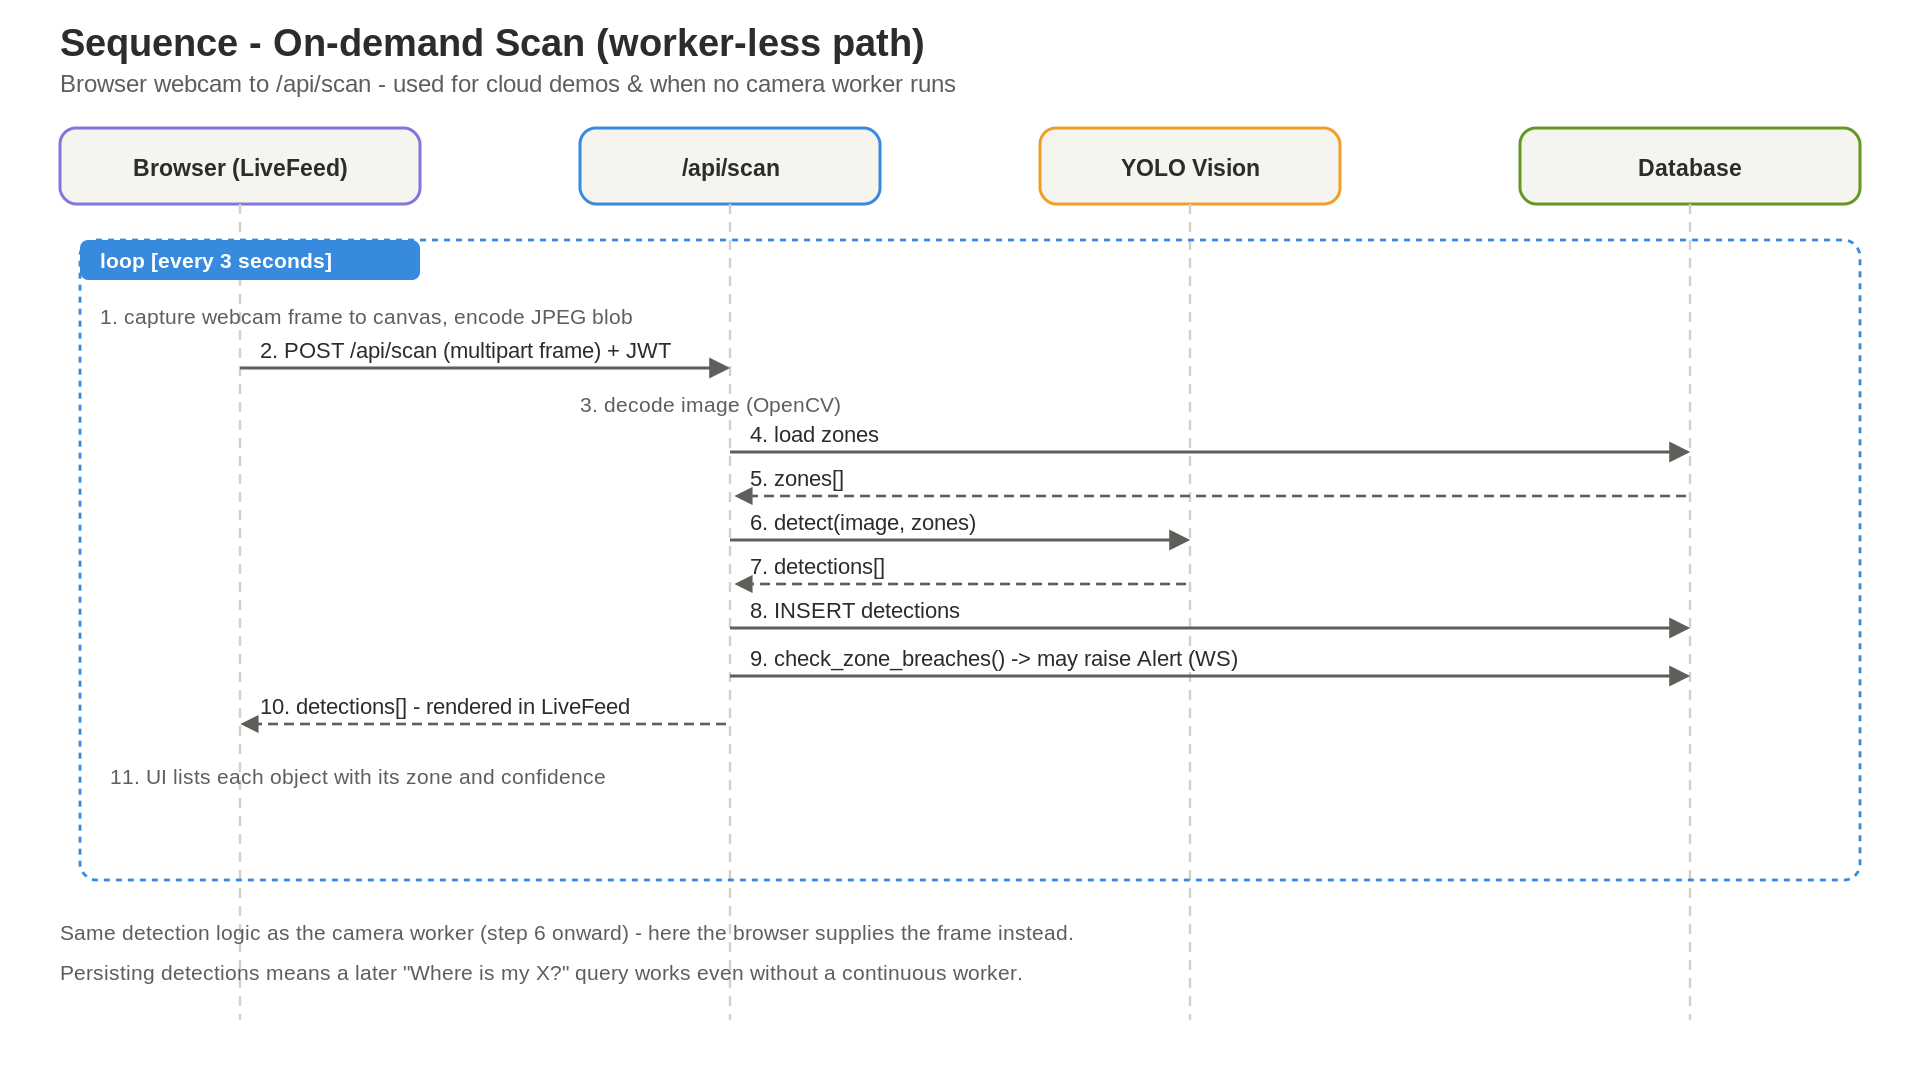 Sequence - On-demand Scan (worker-less path)
Browser webcam to /api/scan - used for cloud demos & when no camera worker runs
Browser (LiveFeed)
/api/scan
YOLO Vision
Database
loop [every 3 seconds]
1. capture webcam frame to canvas, encode JPEG blob
2. POST /api/scan (multipart frame) + JWT
3. decode image (OpenCV)
4. load zones
5. zones[]
6. detect(image, zones)
7. detections[]
8. INSERT detections
9. check_zone_breaches() -> may raise Alert (WS)
10. detections[] - rendered in LiveFeed
11. UI lists each object with its zone and confidence
Same detection logic as the camera worker (step 6 onward) - here the browser supplies the frame instead.
Persisting detections means a later "Where is my X?" query works even without a continuous worker.